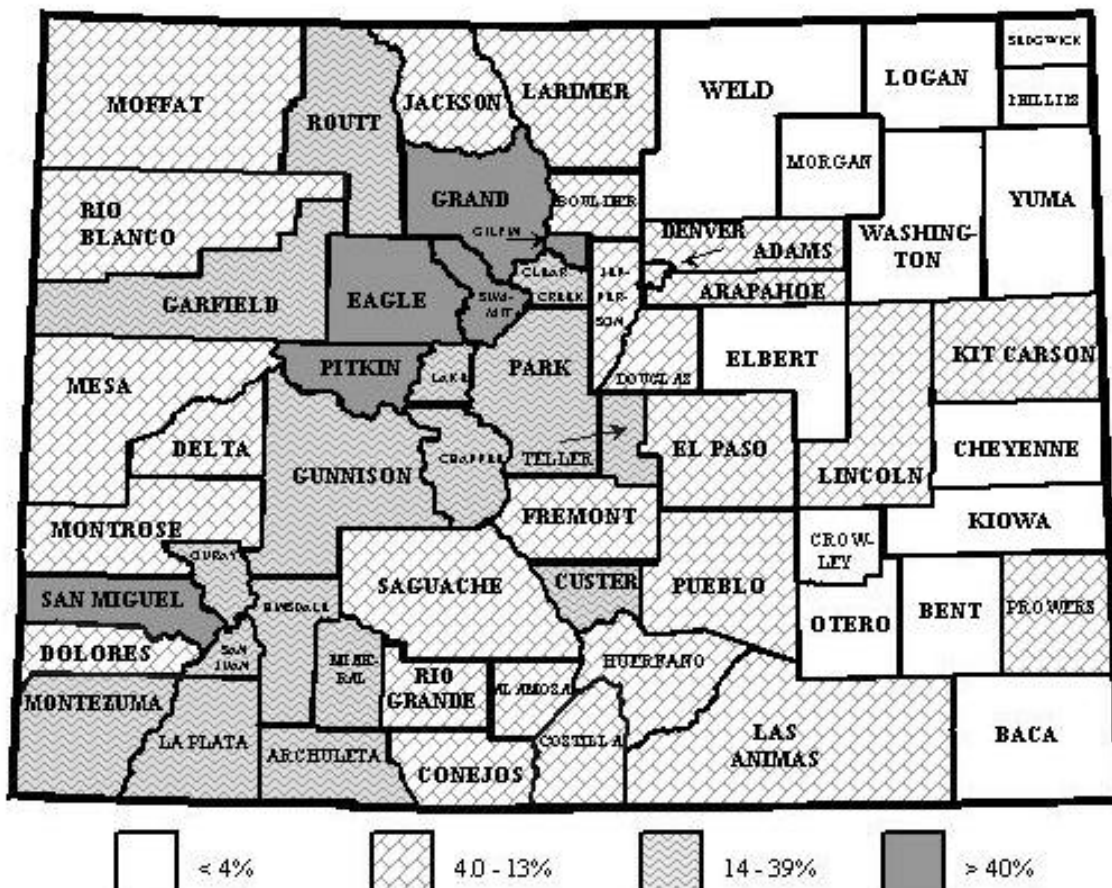 SEDGWICK
LOGAN
WELD
MOFFAT
JACKSON
LARIMER
PHILLIPS
ROUTT
MORGAN
GRAND
BOULDER
YUMA
RIO
BLANCO
GILPIN
DENVER
ADAMS
WASHING-
TON
CLEAR
CREEK
JEF-
FER-
SON
ARAPAHOE
GARFIELD
EAGLE
SUM-
MIT
ELBERT
KIT CARSON
PITKIN
LAKE
PARK
MESA
DOUGLAS
DELTA
GUNNISON
CHAFFEE
TELLER
EL PASO
LINCOLN
CHEYENNE
MONTROSE
FREMONT
KIOWA
OURAY
CROW-
LEY
SAGUACHE
CUSTER
PUEBLO
SAN MIGUEL
HINSDALE
OTERO
BENT
PROWERS
DOLORES
SAN
JUAN
MINE-
RAL
RIO
GRANDE
ALAMOSA
HUERFANO
MONTEZUMA
LA PLATA
ARCHULETA
CONEJOS
COSTILLA
LAS
ANIMAS
BACA
< 4%
4.0 - 13%
14 - 39%
> 40%